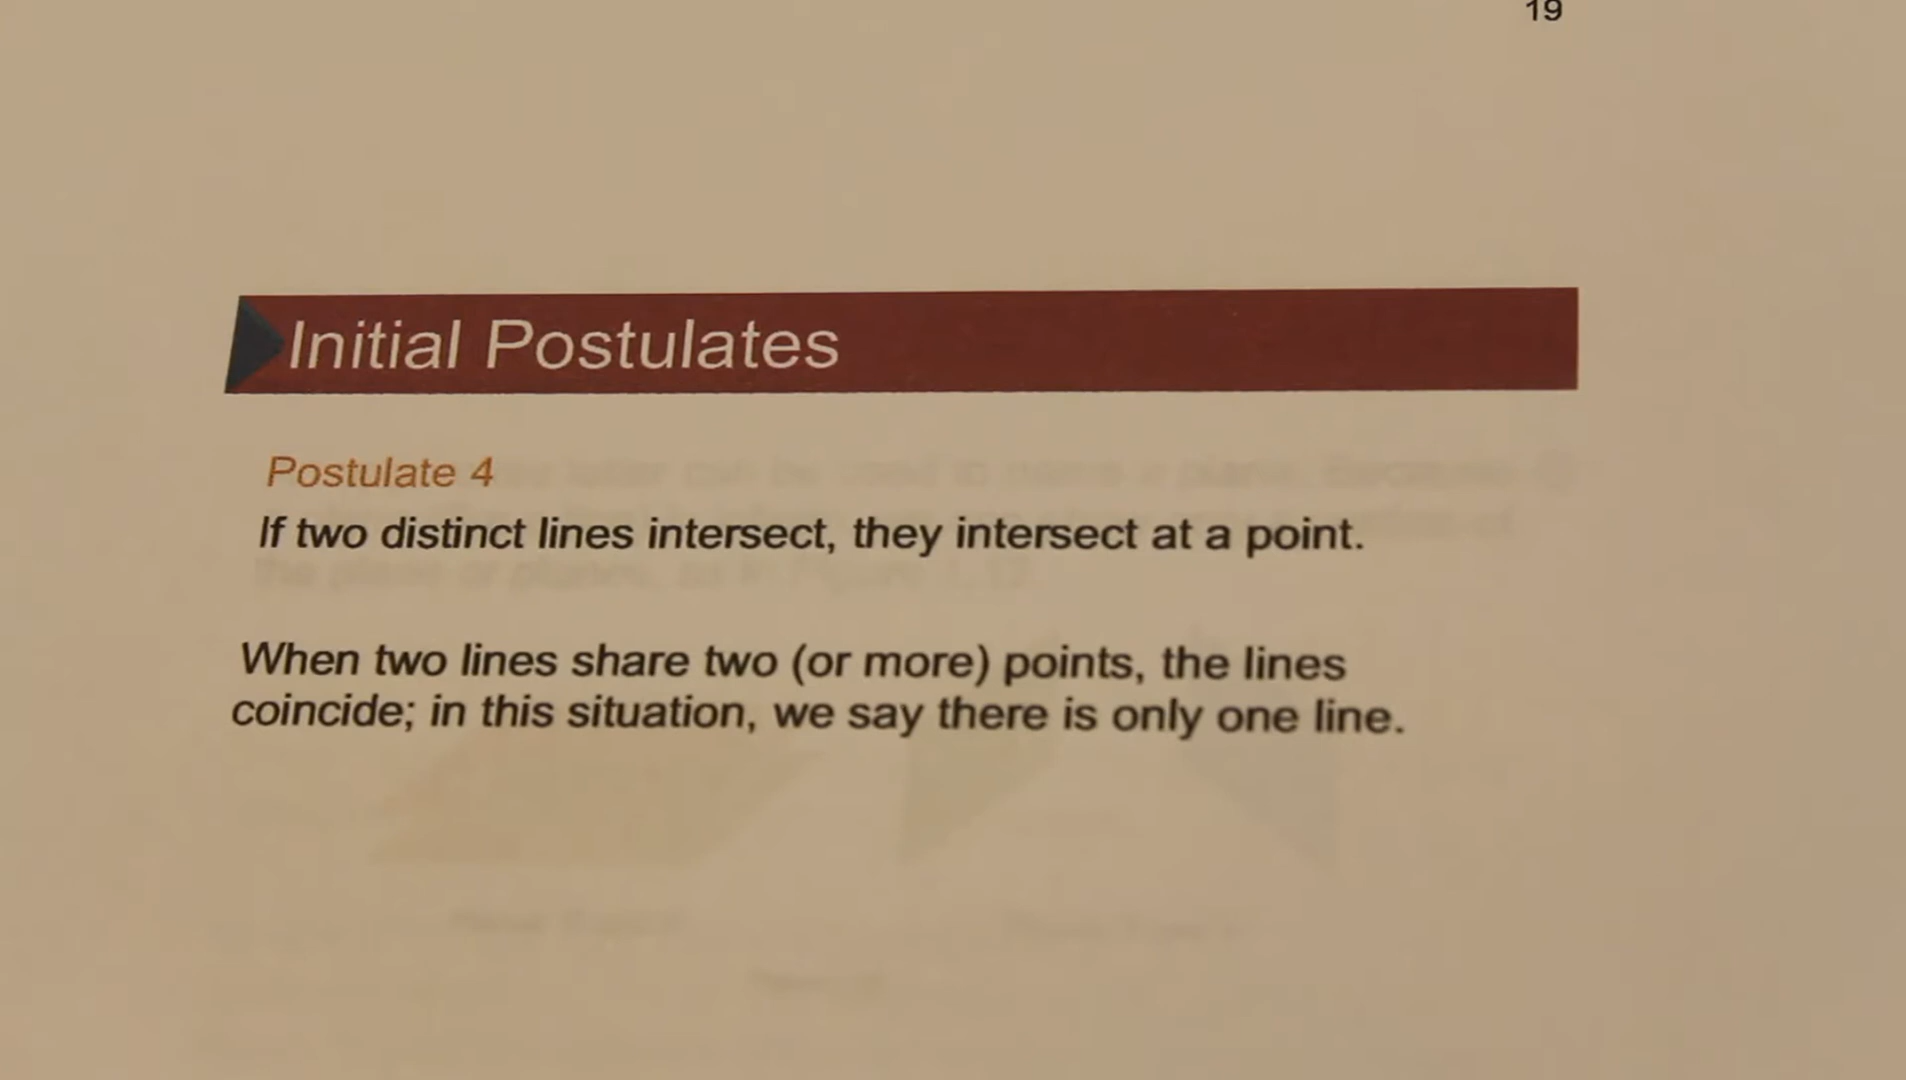 19
Initial Postulates
Postulate 4
If two distinct lines intersect, they intersect at a point.
When two lines share two (or more) points, the lines
coincide; in this situation, we say there is only one line.